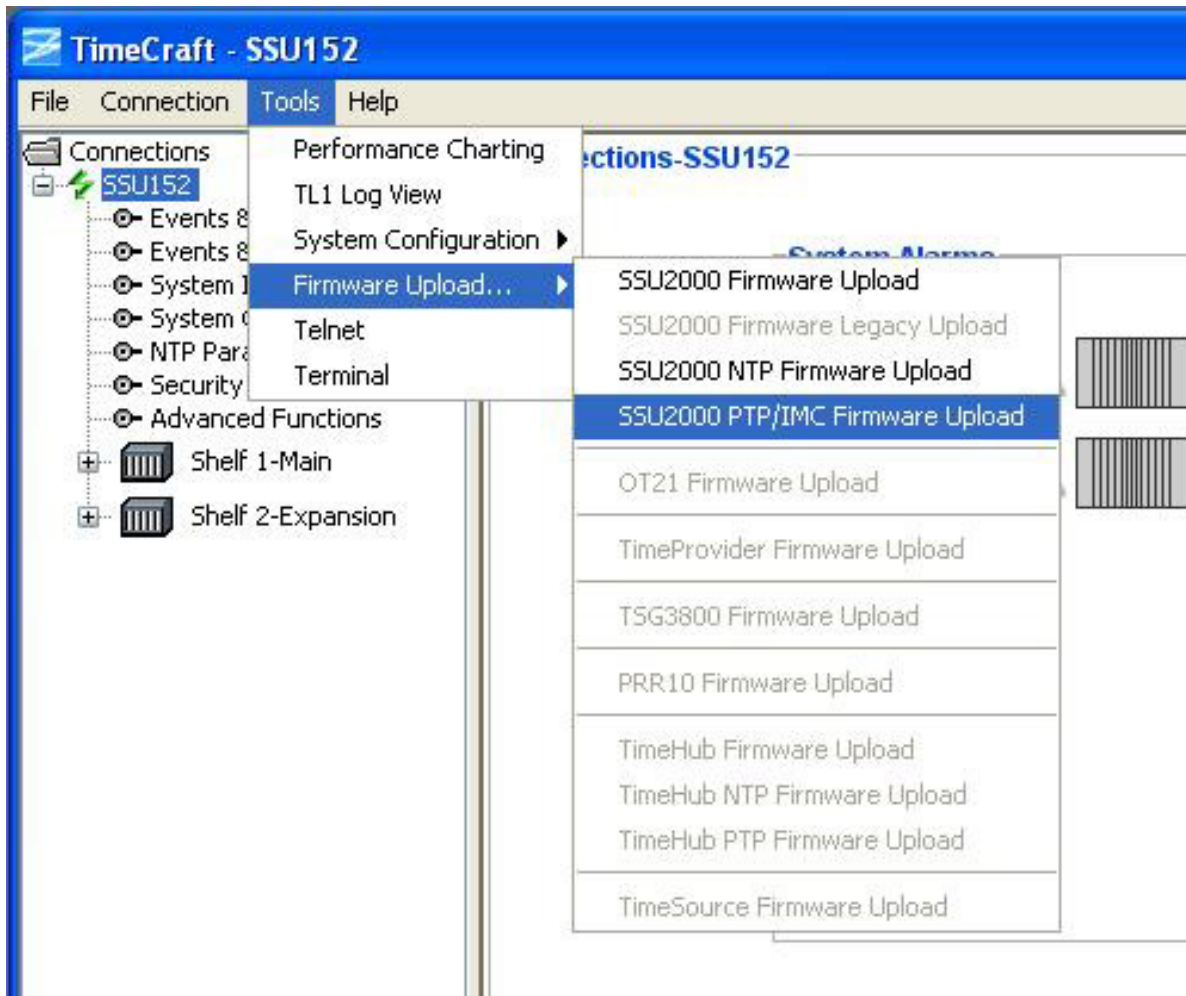 TimeCraft - SSU152
File Connection Tools Help
Connections
SSU152
Events &
Events &
System
System
NTP Para
Security
Advanced Functions
Shelf 1-Main
Shelf 2-Expansion
Performance Charting
TL1 Log View
System Configuration
Firmware Upload...
Telnet
Terminal
ctions-SSU152
System Alarms
SSU2000 Firmware Upload
SSU2000 Firmware Legacy Upload
SSU2000 NTP Firmware Upload
SSU2000 PTP/IMC Firmware Upload
OT21 Firmware Upload
TimeProvider Firmware Upload
TSG3800 Firmware Upload
PRR10 Firmware Upload
TimeHub Firmware Upload
TimeHub NTP Firmware Upload
TimeHub PTP Firmware Upload
TimeSource Firmware Upload